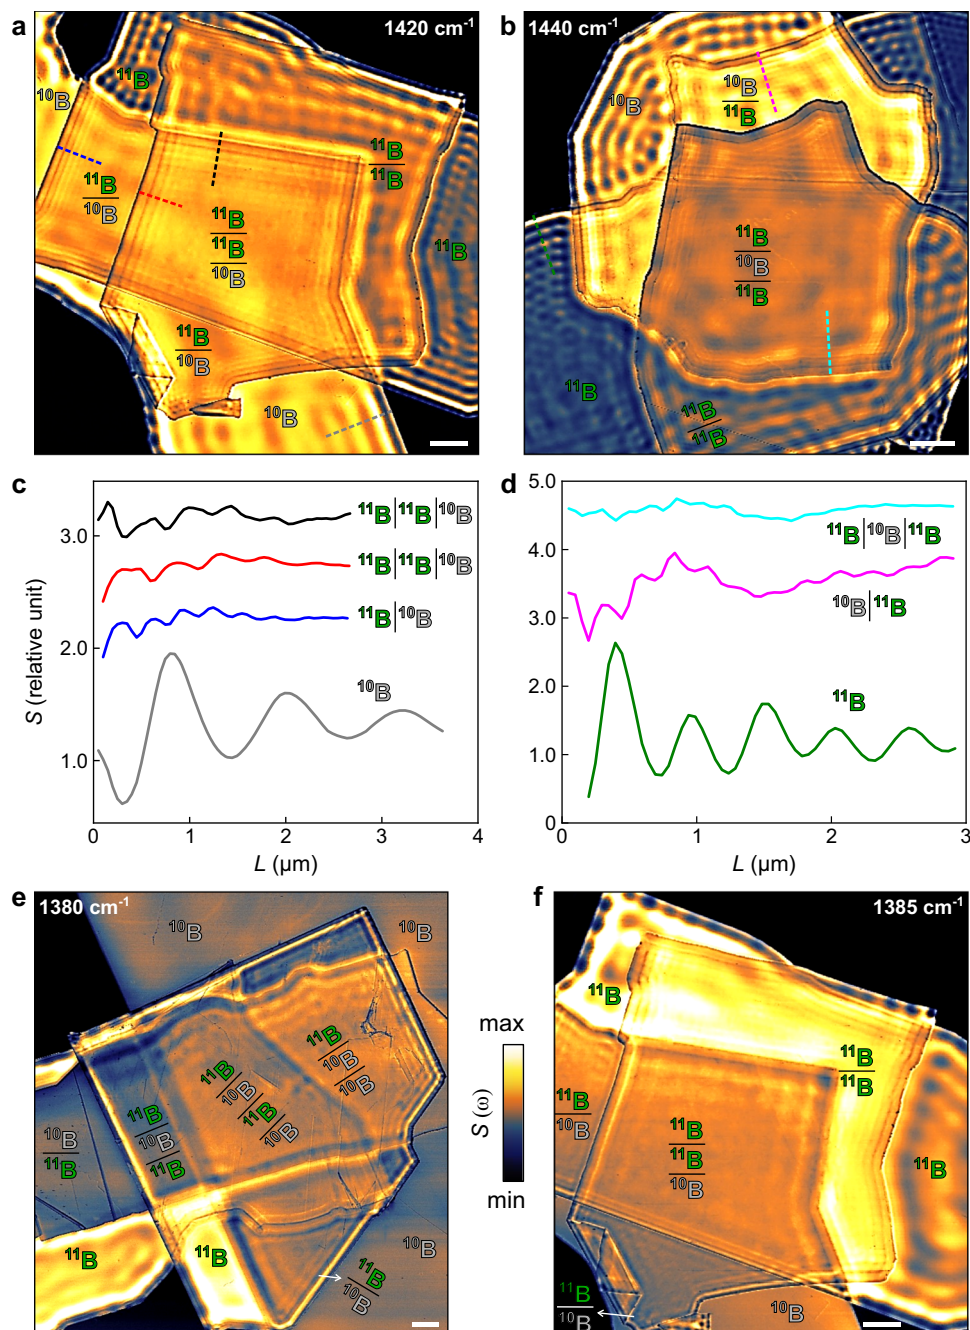 a
1420 cm⁻¹
¹⁰B
¹¹B
¹¹B
¹¹B
¹¹B
¹⁰B
¹¹B
¹¹B
¹⁰B
¹¹B
¹¹B
¹⁰B
¹⁰B
b
1440 cm⁻¹
¹⁰B
¹⁰B
¹¹B
¹¹B
¹⁰B
¹¹B
¹¹B
¹¹B
¹¹B
c
S (relative unit)
3.0
2.0
1.0
¹¹B|¹¹B|¹⁰B
¹¹B|¹¹B|¹⁰B
¹¹B|¹⁰B
¹⁰B
0 1 2 3 4
L (µm)
d
5.0
4.0
3.0
2.0
1.0
0
¹¹B|¹⁰B|¹¹B
¹⁰B|¹¹B
¹¹B
0 1 2 3
L (µm)
e
1380 cm⁻¹
¹⁰B
¹⁰B
¹¹B
¹⁰B
¹⁰B
¹¹B
¹⁰B
¹¹B
¹⁰B
¹¹B
¹⁰B
¹¹B
¹⁰B
¹¹B
¹¹B
¹¹B
¹⁰B
¹¹B
¹⁰B
max
S (ω)
min
f
1385 cm⁻¹
¹¹B
¹¹B
¹¹B
¹¹B
¹⁰B
¹¹B
¹¹B
¹⁰B
¹¹B
¹¹B
¹⁰B
¹⁰B